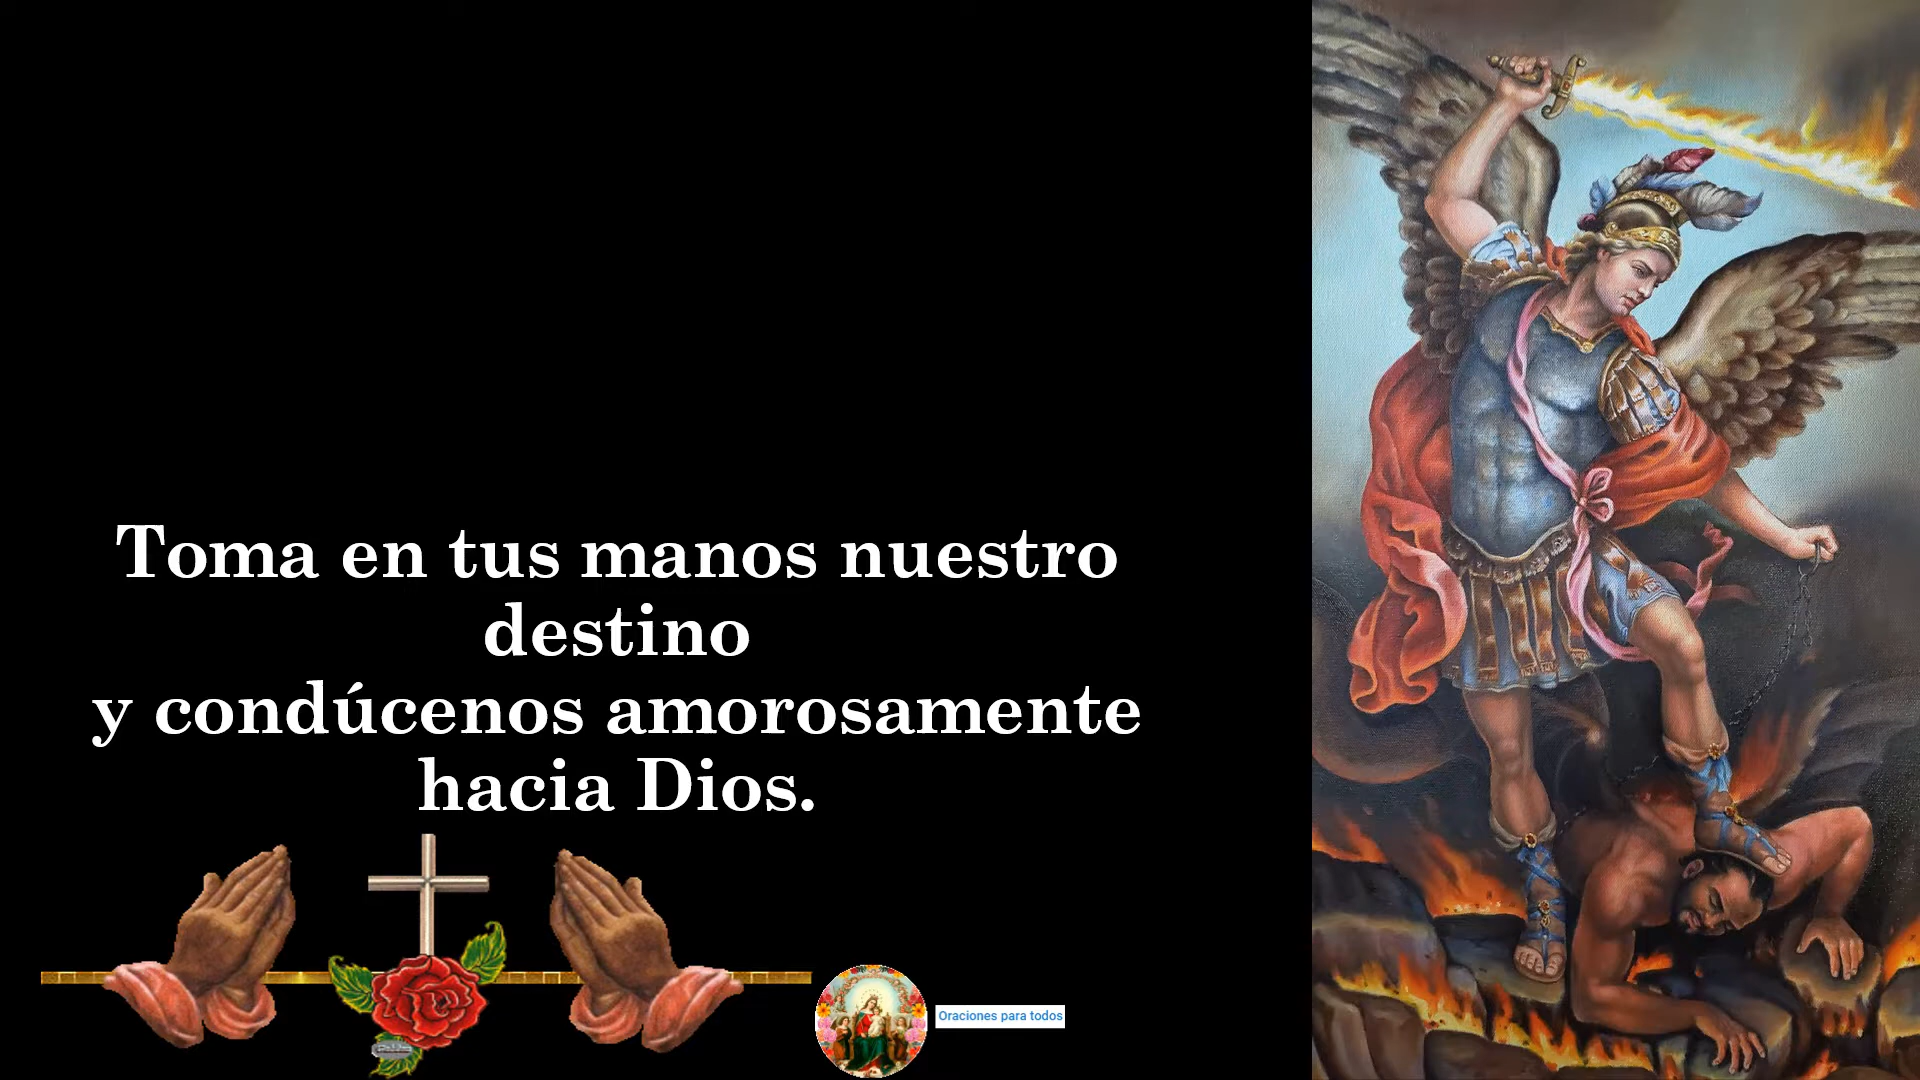 Toma en tus manos nuestro
destino
y condúcenos amorosamente
hacia Dios.
Oraciones para todos